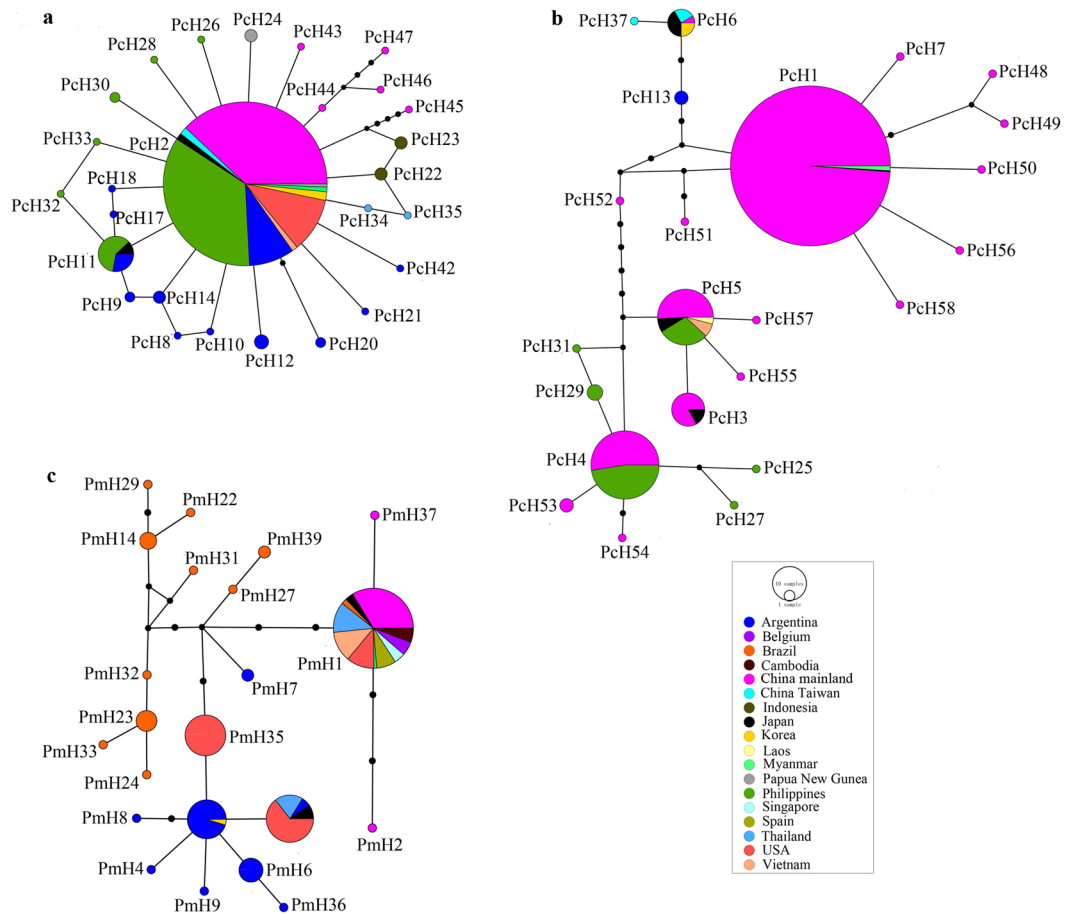 a
PcH24
PcH26
PcH43
PcH28
PcH47
PcH30
PcH46
PcH44
PcH45
PcH33
PcH2
PcH23
PcH18
PcH22
PcH32
PcH17
PcH34
PcH35
PcH11
PcH42
PcH9
PcH14
PcH21
PcH8
PcH10
PcH12
PcH20
b
PcH37
PcH6
PcH7
PcH1
PcH48
PcH13
PcH49
PcH50
PcH52
PcH51
PcH56
PcH5
PcH58
PcH57
PcH31
PcH29
PcH55
PcH3
PcH4
PcH25
PcH53
PcH27
PcH54
c
PmH29
PmH22
PmH37
PmH14
PmH39
PmH31
PmH27
PmH1
PmH32
PmH7
PmH23
PmH35
PmH33
PmH24
PmH8
PmH2
PmH4
PmH6
PmH9
PmH36
10 samples
1 sample
Argentina
Belgium
Brazil
Cambodia
China mainland
China Taiwan
Indonesia
Japan
Korea
Laos
Myanmar
Papua New Gunea
Philippines
Singapore
Spain
Thailand
USA
Vietnam